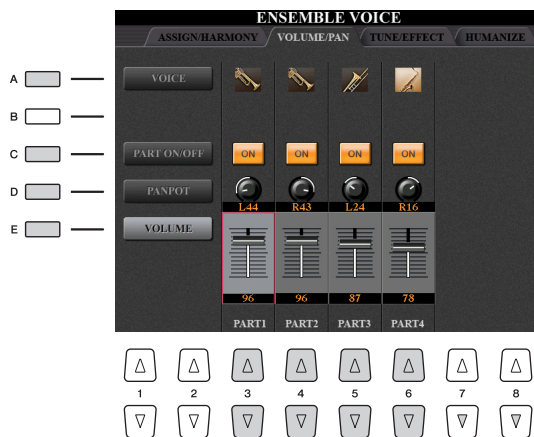 ENSEMBLE VOICE
ASSIGN/HARMONY VOLUME/PAN TUNE/EFFECT HUMANIZE
A VOICE
B
C PART ON/OFF ON ON ON ON
D PANPOT
L44 R43 L24 R16
E VOLUME
96 96 87 78
PART1 PART2 PART3 PART4
1 2 3 4 5 6 7 8